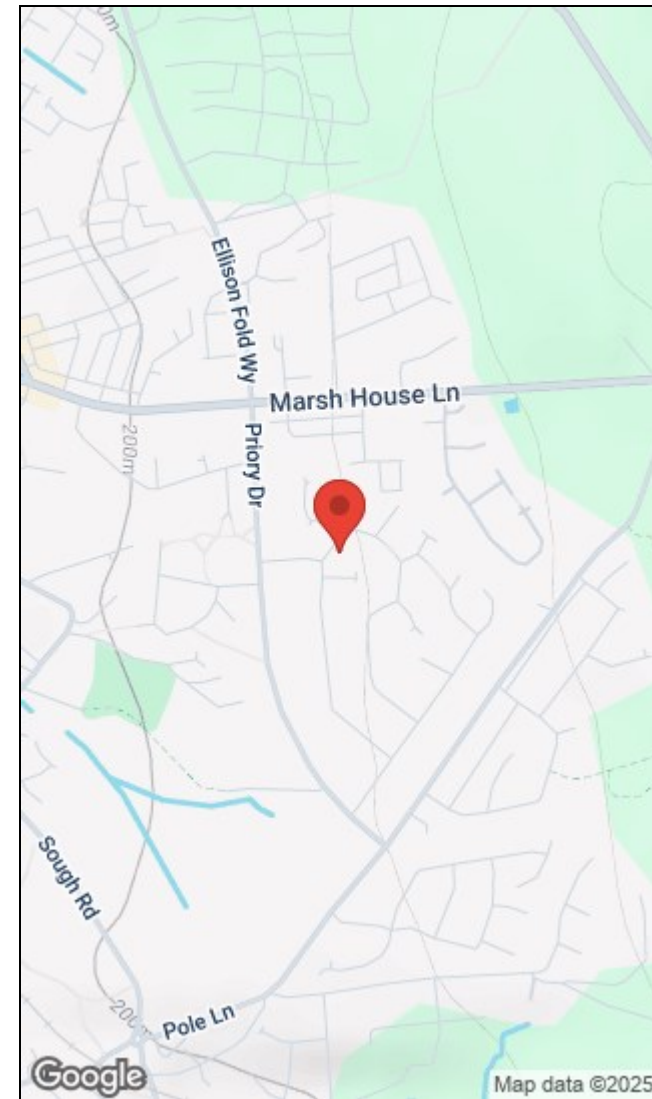 Ellison Fold Wy
Marsh House Ln
Priory Dr
200m
Sough Rd
200m
Pole Ln
Google
Map data ©2025